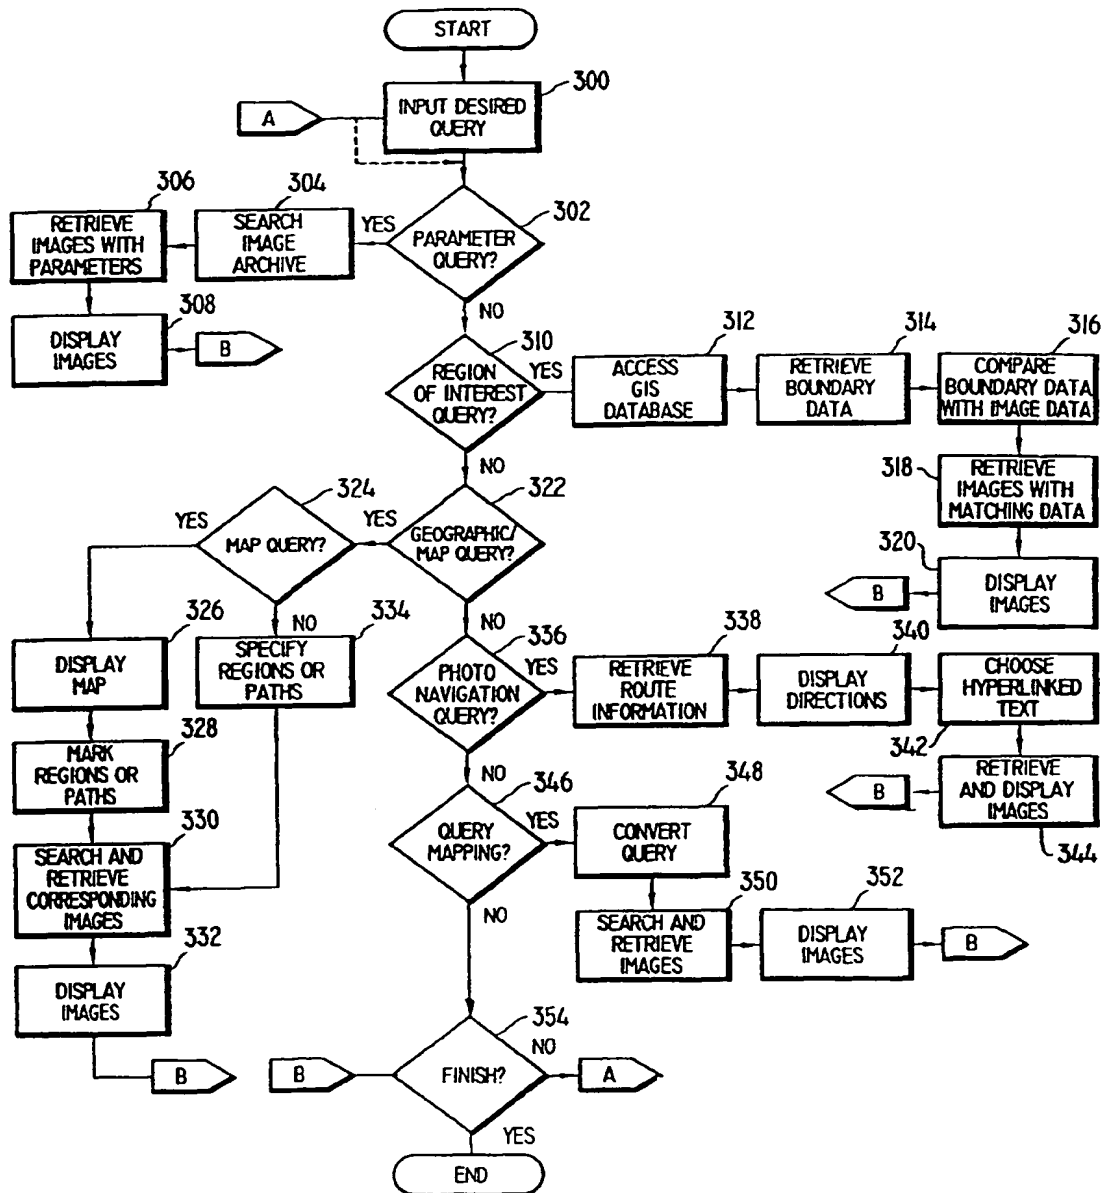 START
300
INPUT DESIRED
QUERY
A
306
304
302
RETRIEVE
IMAGES WITH
PARAMETERS
SEARCH
IMAGE
ARCHIVE
YES
PARAMETER
QUERY?
308
NO
DISPLAY
IMAGES
B
310
312
314
316
REGION
OF INTEREST
QUERY?
YES
ACCESS
GIS
DATABASE
RETRIEVE
BOUNDARY
DATA
COMPARE
BOUNDARY DATA
WITH IMAGE DATA
NO
318
RETRIEVE
IMAGES WITH
MATCHING DATA
324
322
YES
MAP QUERY?
YES
GEOGRAPHIC/
MAP QUERY?
320
DISPLAY
IMAGES
B
326
NO
334
NO
336
338
340
DISPLAY
MAP
SPECIFY
REGIONS OR
PATHS
PHOTO
NAVIGATION
QUERY?
YES
RETRIEVE
ROUTE
INFORMATION
DISPLAY
DIRECTIONS
CHOOSE
HYPERLINKED
TEXT
342
328
MARK
REGIONS OR
PATHS
NO
346
348
RETRIEVE
AND DISPLAY
IMAGES
B
344
330
SEARCH AND
RETRIEVE
CORRESPONDING
IMAGES
QUERY
MAPPING?
YES
CONVERT
QUERY
NO
350
352
SEARCH AND
RETRIEVE
IMAGES
DISPLAY
IMAGES
B
332
DISPLAY
IMAGES
B
354
B
FINISH?
NO
A
YES
END